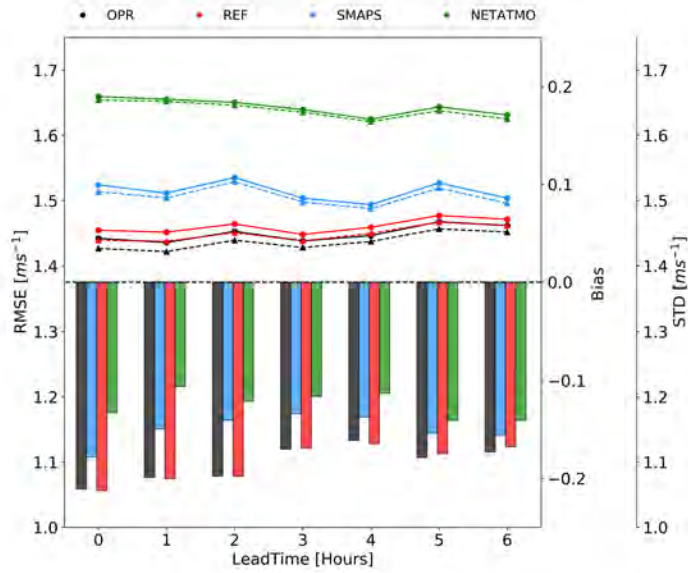 OPR REF SMAPS NETATMO
1.7 0.2 1.7
1.6 1.6
1.5 0.1 1.5
1.4 1.4
RMSE [ms⁻¹] 0.0 Bias STD [ms⁻¹]
1.3 1.3
1.2 −0.1 1.2
1.1 −0.2 1.1
1.0 1.0
0 1 2 3 4 5 6
LeadTime [Hours]